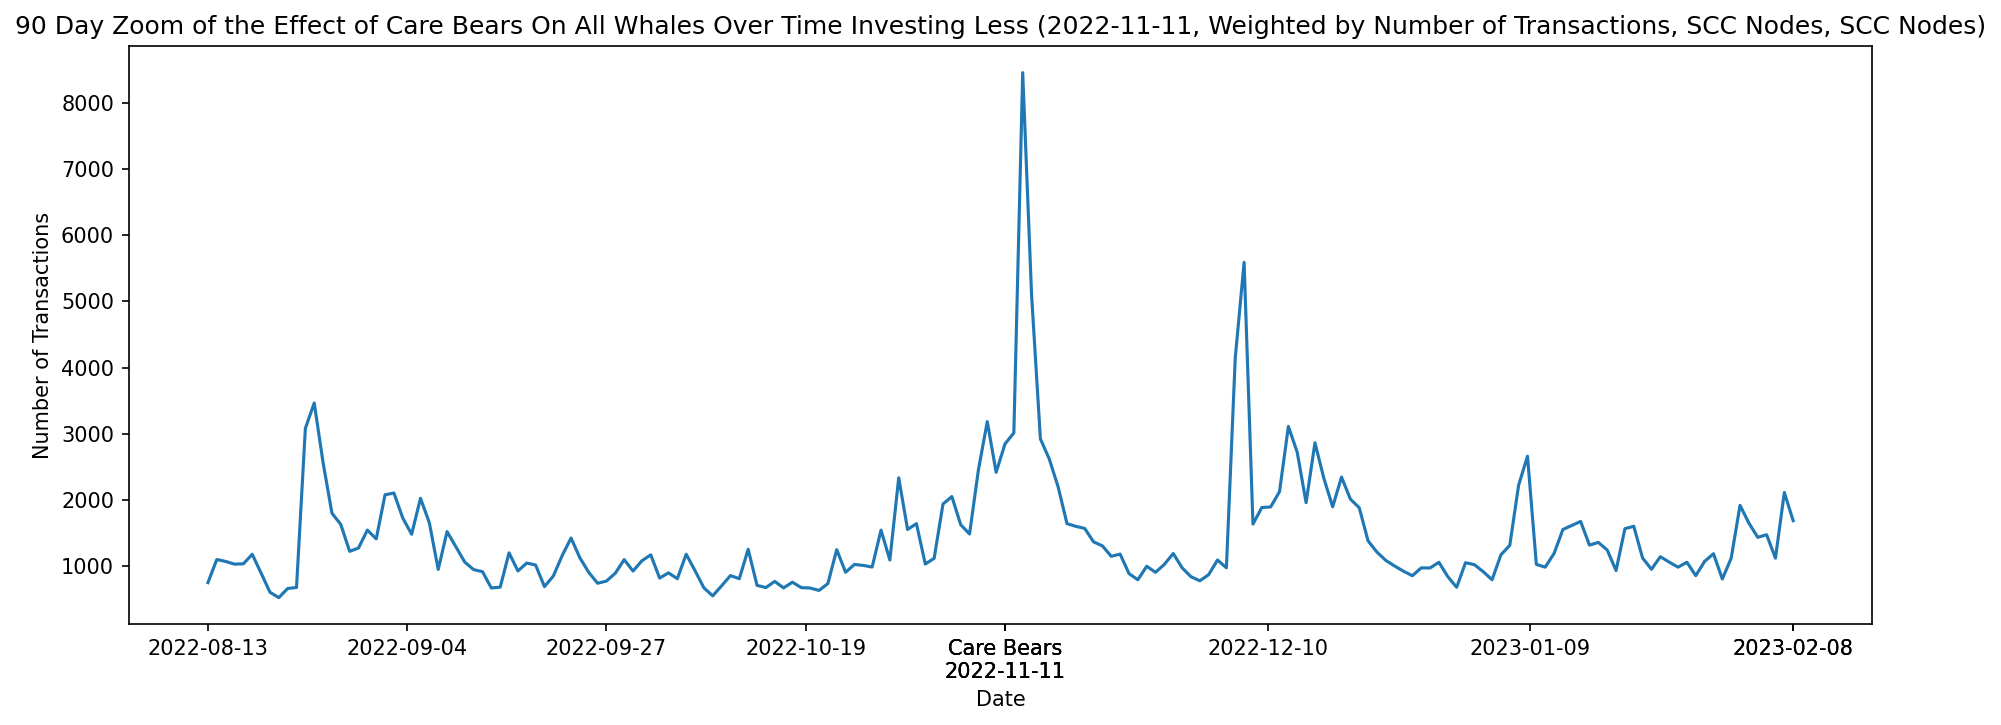 90 Day Zoom of the Effect of Care Bears On All Whales Over Time Investing Less (2022-11-11, Weighted by Number of Transactions, SCC Nodes, SCC Nodes)
Number of Transactions
8000
7000
6000
5000
4000
3000
2000
1000
2022-08-13 2022-09-04 2022-09-27 2022-10-19 Care Bears 2022-12-10 2023-01-09 2023-02-08
2022-11-11
Date